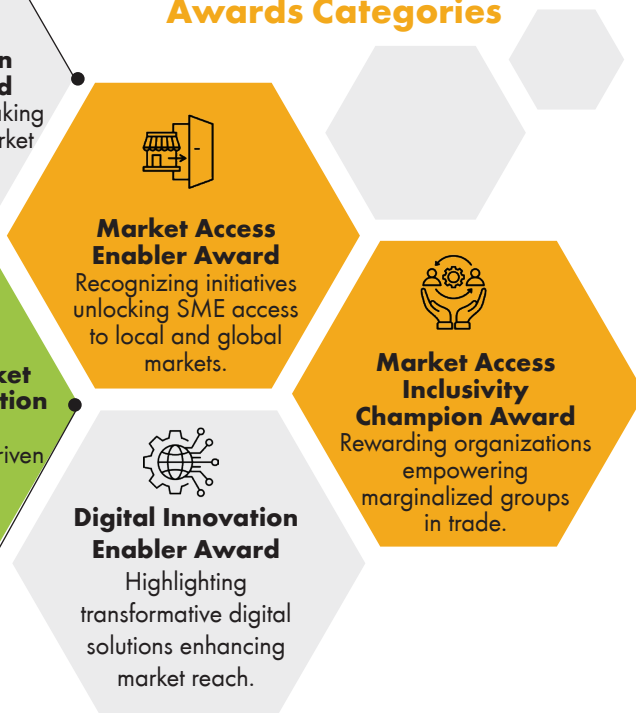 Awards Categories
Market Access
Enabler Award
Recognizing initiatives
unlocking SME access
to local and global
markets.
Market Access
Inclusivity
Champion Award
Rewarding organizations
empowering
marginalized groups
in trade.
Digital Innovation
Enabler Award
Highlighting
transformative digital
solutions enhancing
market reach.